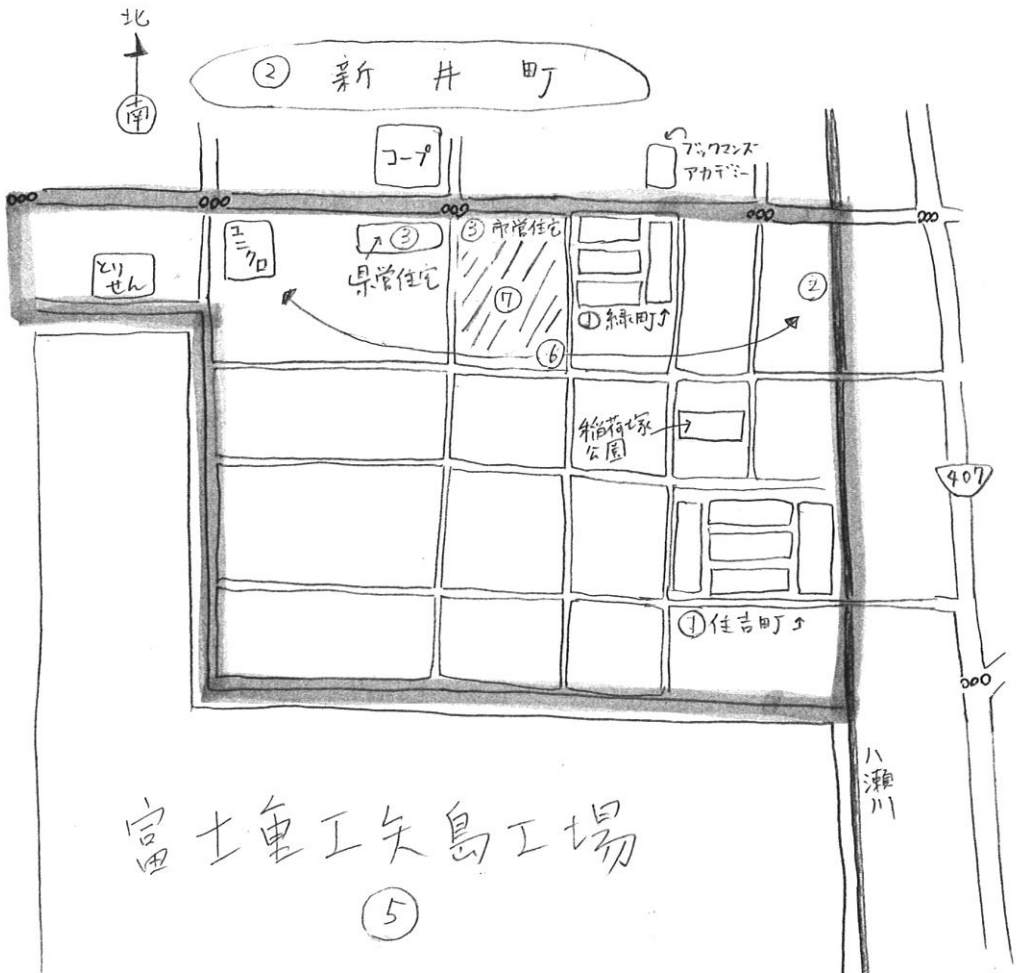 北
南
② 新井町
コープ
ブックマンズ
アカデミー
とり
せん
ユニクロ
③
県営住宅
③ 市営住宅
⑦
① 緑町
②
⑥
稲荷塚
公園
407
① 住吉町
八瀬川
富士重工矢島工場
⑤